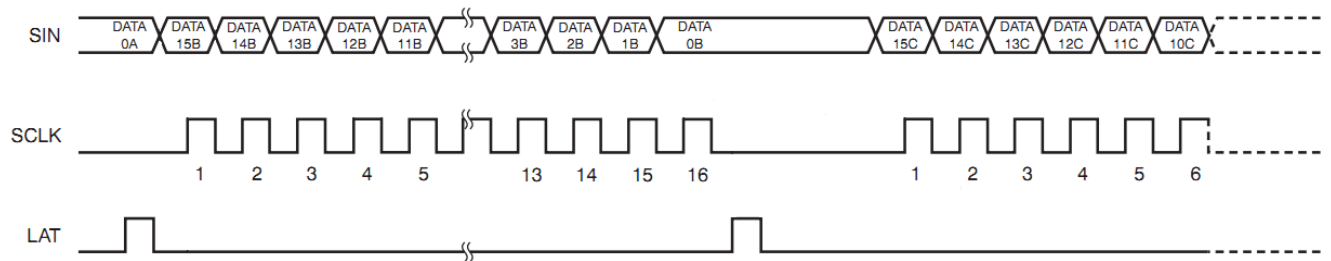 SIN DATA 0A DATA 15B DATA 14B DATA 13B DATA 12B DATA 11B DATA 3B DATA 2B DATA 1B DATA 0B DATA 15C DATA 14C DATA 13C DATA 12C DATA 11C DATA 10C
SCLK
1 2 3 4 5 13 14 15 16 1 2 3 4 5 6
LAT